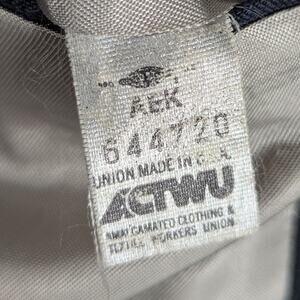 AEK
644720
UNION MADE IN U.S.A.
ACTWU
AMALGAMATED CLOTHING &
TEXTILE WORKERS UNION